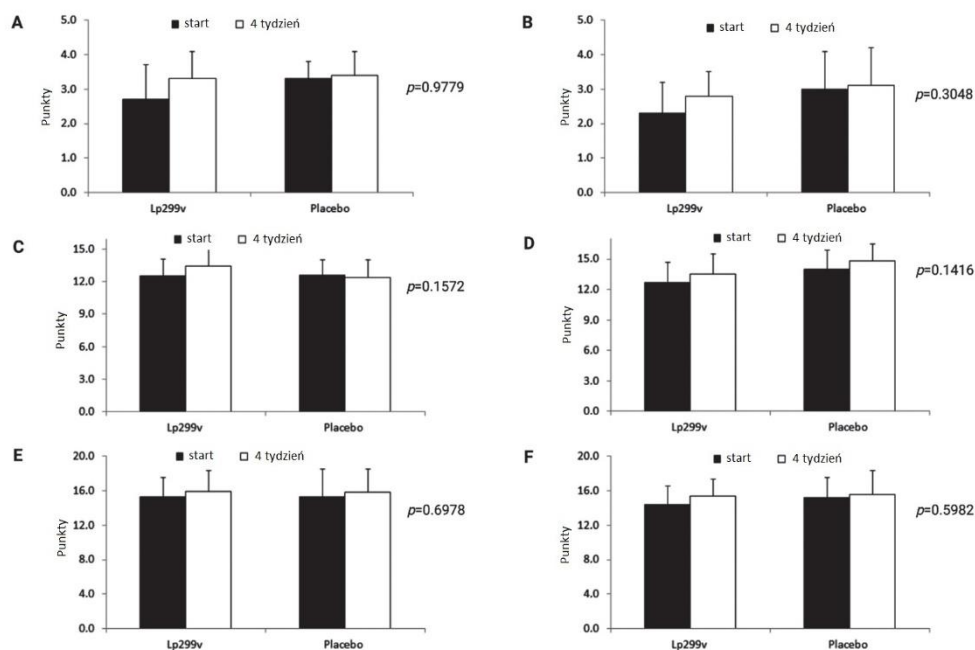 A
start
4 tydzień
5.0
4.0
3.0
2.0
1.0
0.0
Punkty
Lp299v
Placebo
p=0.9779
B
start
4 tydzień
5.0
4.0
3.0
2.0
1.0
0.0
Punkty
Lp299v
Placebo
p=0.3048
C
start
4 tydzień
15.0
12.0
9.0
6.0
3.0
0.0
Punkty
Lp299v
Placebo
p=0.1572
D
start
4 tydzień
15.0
12.0
9.0
6.0
3.0
0.0
Punkty
Lp299v
Placebo
p=0.1416
E
start
4 tydzień
20.0
16.0
12.0
8.0
4.0
0.0
Punkty
Lp299v
Placebo
p=0.6978
F
start
4 tydzień
20.0
16.0
12.0
8.0
4.0
0.0
Punkty
Lp299v
Placebo
p=0.5982